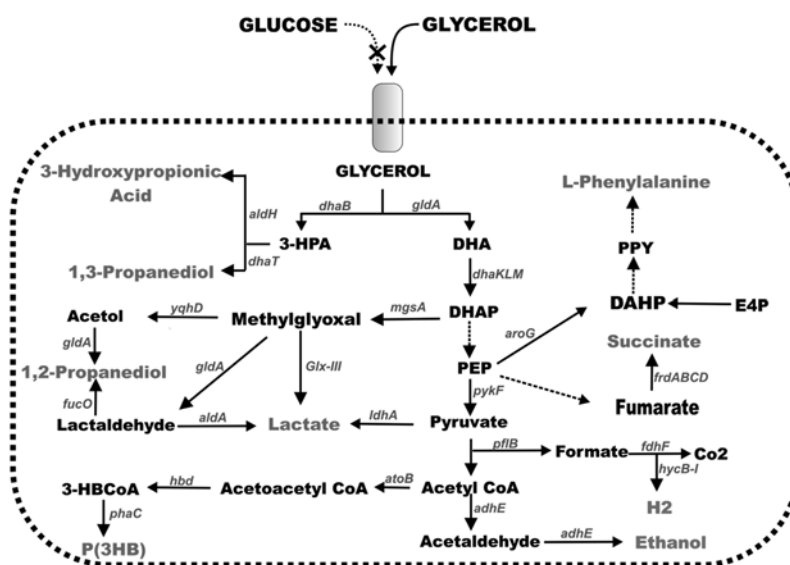 GLUCOSE
GLYCEROL
GLYCEROL
3-Hydroxypropionic
Acid
L-Phenylalanine
dhaB
gldA
aldH
3-HPA
DHA
PPY
dhaT
1,3-Propanediol
dhaKLM
DAHP
E4P
Acetol
yqhD
Methylglyoxal
mgsA
DHAP
aroG
gldA
Succinate
1,2-Propanediol
gldA
Glx-III
PEP
frdABCD
fucO
pykF
Fumarate
Lactaldehyde
aldA
Lactate
ldhA
Pyruvate
pflB
Formate
fdhF
Co2
hycB-I
3-HBCoA
hbd
Acetoacetyl CoA
atoB
Acetyl CoA
phaC
adhE
H2
P(3HB)
Acetaldehyde
adhE
Ethanol